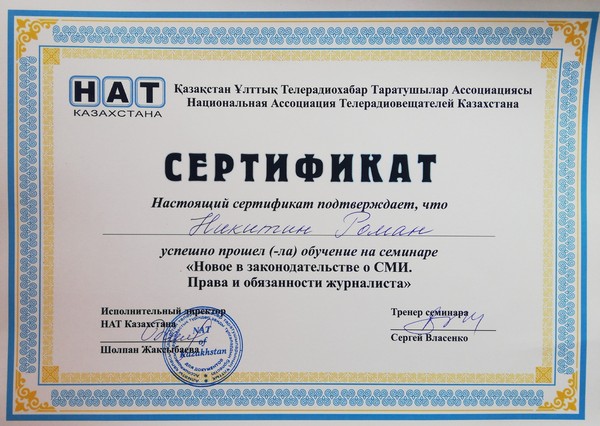 НАТ
КАЗАХСТАНА
Қазақстан Ұлттық Телерадиохабар Таратушылар Ассоциациясы
Национальная Ассоциация Телерадиовещателей Казахстана
СЕРТИФИКАТ
Настоящий сертификат подтверждает, что
Никитин Роман
успешно прошел (-ла) обучение на семинаре
«Новое в законодательстве о СМИ.
Права и обязанности журналиста»
Исполнительный директор
НАТ Казахстана
Шолпан Жаксыбаева
NAT
of
Kazakhstan
Тренер семинара
Сергей Власенко